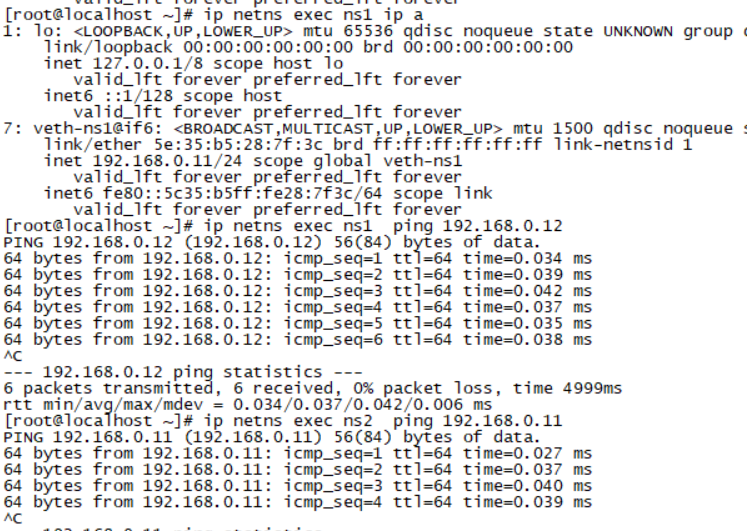 [root@localhost ~]# ip netns exec ns1 ip a
1: lo: <LOOPBACK,UP,LOWER_UP> mtu 65536 qdisc noqueue state UNKNOWN group
link/loopback 00:00:00:00:00:00 brd 00:00:00:00:00:00
inet 127.0.0.1/8 scope host lo
valid_lft forever preferred_lft forever
inet6 ::1/128 scope host
valid_lft forever preferred_lft forever
7: veth-ns1@if6: <BROADCAST,MULTICAST,UP,LOWER_UP> mtu 1500 qdisc noqueue
link/ether 5e:35:b5:28:7f:3c brd ff:ff:ff:ff:ff:ff link-netnsid 1
inet 192.168.0.11/24 scope global veth-ns1
valid_lft forever preferred_lft forever
inet6 fe80::5c35:b5ff:fe28:7f3c/64 scope link
valid_lft forever preferred_lft forever
[root@localhost ~]# ip netns exec ns1  ping 192.168.0.12
PING 192.168.0.12 (192.168.0.12) 56(84) bytes of data.
64 bytes from 192.168.0.12: icmp_seq=1 ttl=64 time=0.034 ms
64 bytes from 192.168.0.12: icmp_seq=2 ttl=64 time=0.039 ms
64 bytes from 192.168.0.12: icmp_seq=3 ttl=64 time=0.042 ms
64 bytes from 192.168.0.12: icmp_seq=4 ttl=64 time=0.037 ms
64 bytes from 192.168.0.12: icmp_seq=5 ttl=64 time=0.035 ms
64 bytes from 192.168.0.12: icmp_seq=6 ttl=64 time=0.038 ms
^C
--- 192.168.0.12 ping statistics ---
6 packets transmitted, 6 received, 0% packet loss, time 4999ms
rtt min/avg/max/mdev = 0.034/0.037/0.042/0.006 ms
[root@localhost ~]# ip netns exec ns2  ping 192.168.0.11
PING 192.168.0.11 (192.168.0.11) 56(84) bytes of data.
64 bytes from 192.168.0.11: icmp_seq=1 ttl=64 time=0.027 ms
64 bytes from 192.168.0.11: icmp_seq=2 ttl=64 time=0.037 ms
64 bytes from 192.168.0.11: icmp_seq=3 ttl=64 time=0.040 ms
64 bytes from 192.168.0.11: icmp_seq=4 ttl=64 time=0.039 ms
^C